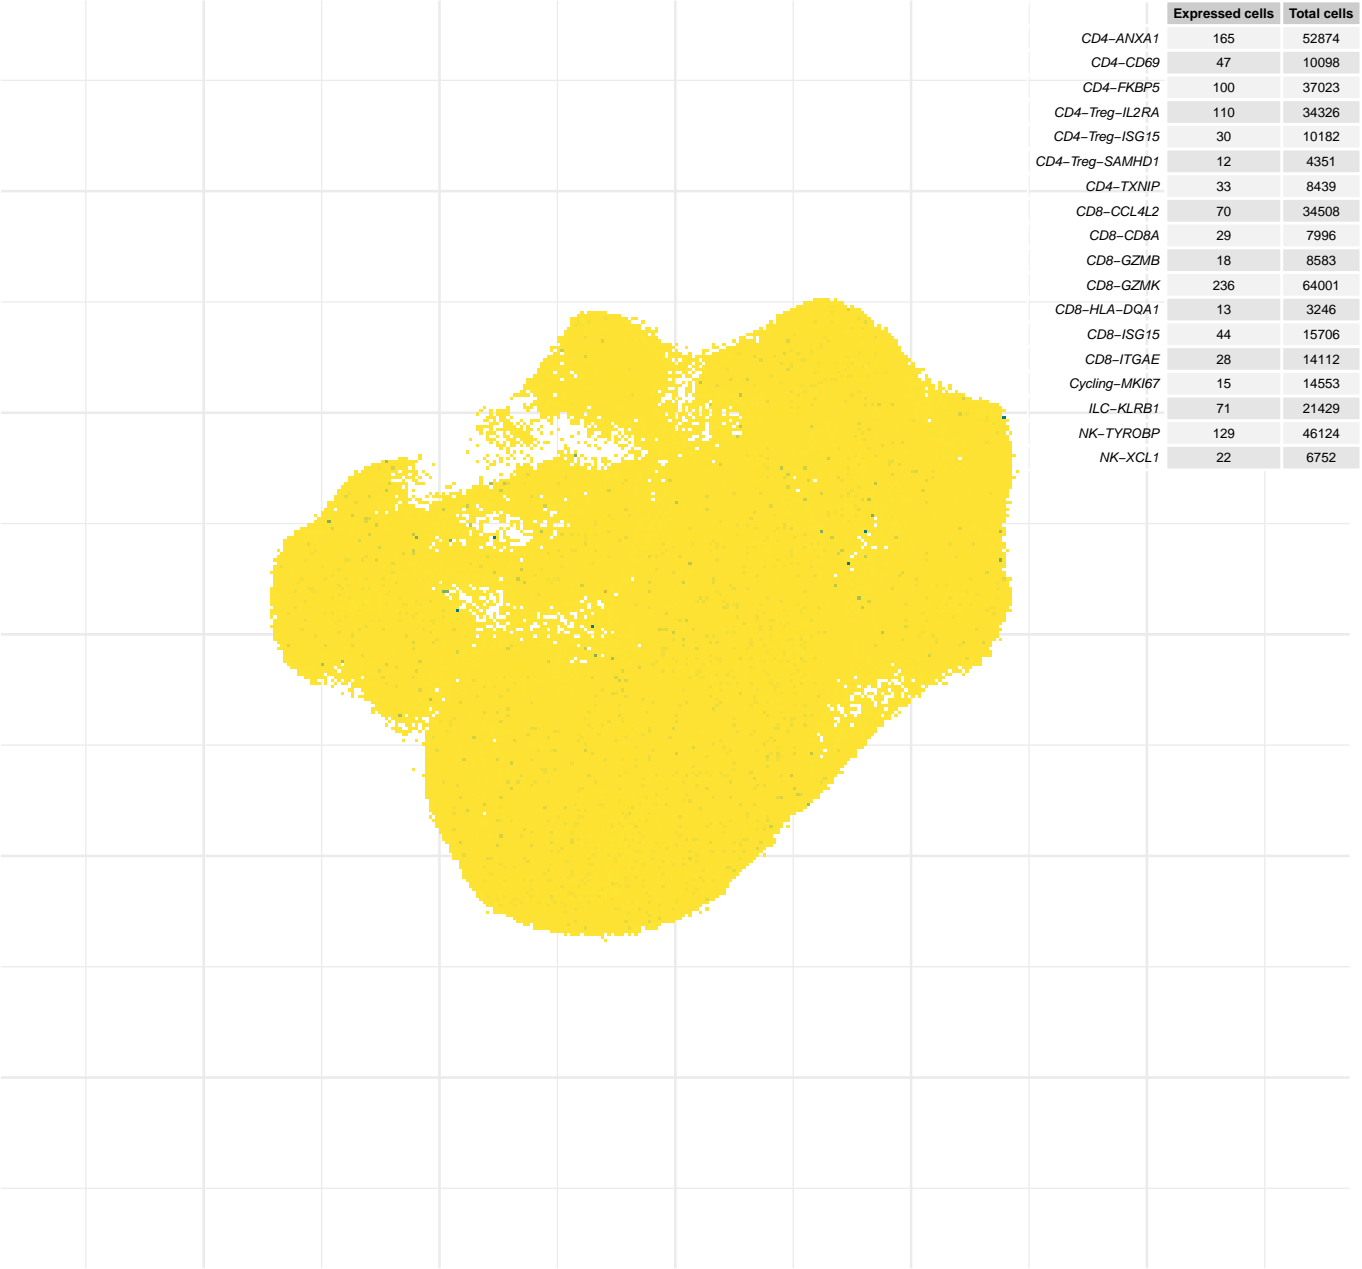 Expressed cells Total cells
CD4−ANXA1 165 52874
CD4−CD69 47 10098
CD4−FKBP5 100 37023
CD4−Treg−IL2RA 110 34326
CD4−Treg−ISG15 30 10182
CD4−Treg−SAMHD1 12 4351
CD4−TXNIP 33 8439
CD8−CCL4L2 70 34508
CD8−CD8A 29 7996
CD8−GZMB 18 8583
CD8−GZMK 236 64001
CD8−HLA−DQA1 13 3246
CD8−ISG15 44 15706
CD8−ITGAE 28 14112
Cycling−MKI67 15 14553
ILC−KLRB1 71 21429
NK−TYROBP 129 46124
NK−XCL1 22 6752